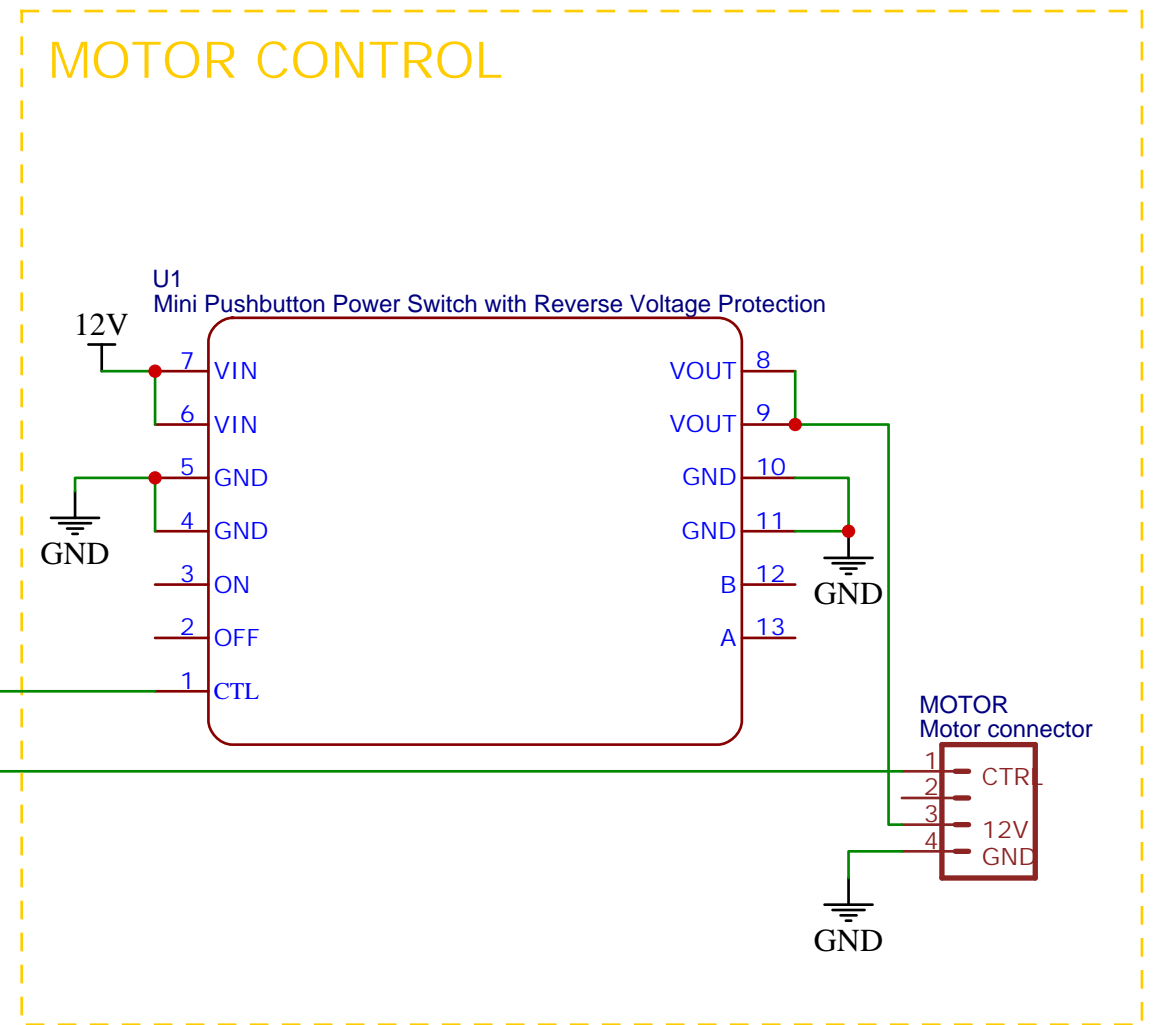 MOTOR CONTROL
U1
Mini Pushbutton Power Switch with Reverse Voltage Protection
12V
7 VIN
6 VIN
5 GND
4 GND
3 ON
2 OFF
1 CTL
GND
VOUT 8
VOUT 9
GND 10
GND 11
B 12
A 13
GND
MOTOR
Motor connector
1 CTRL
2
3 12V
4 GND
GND